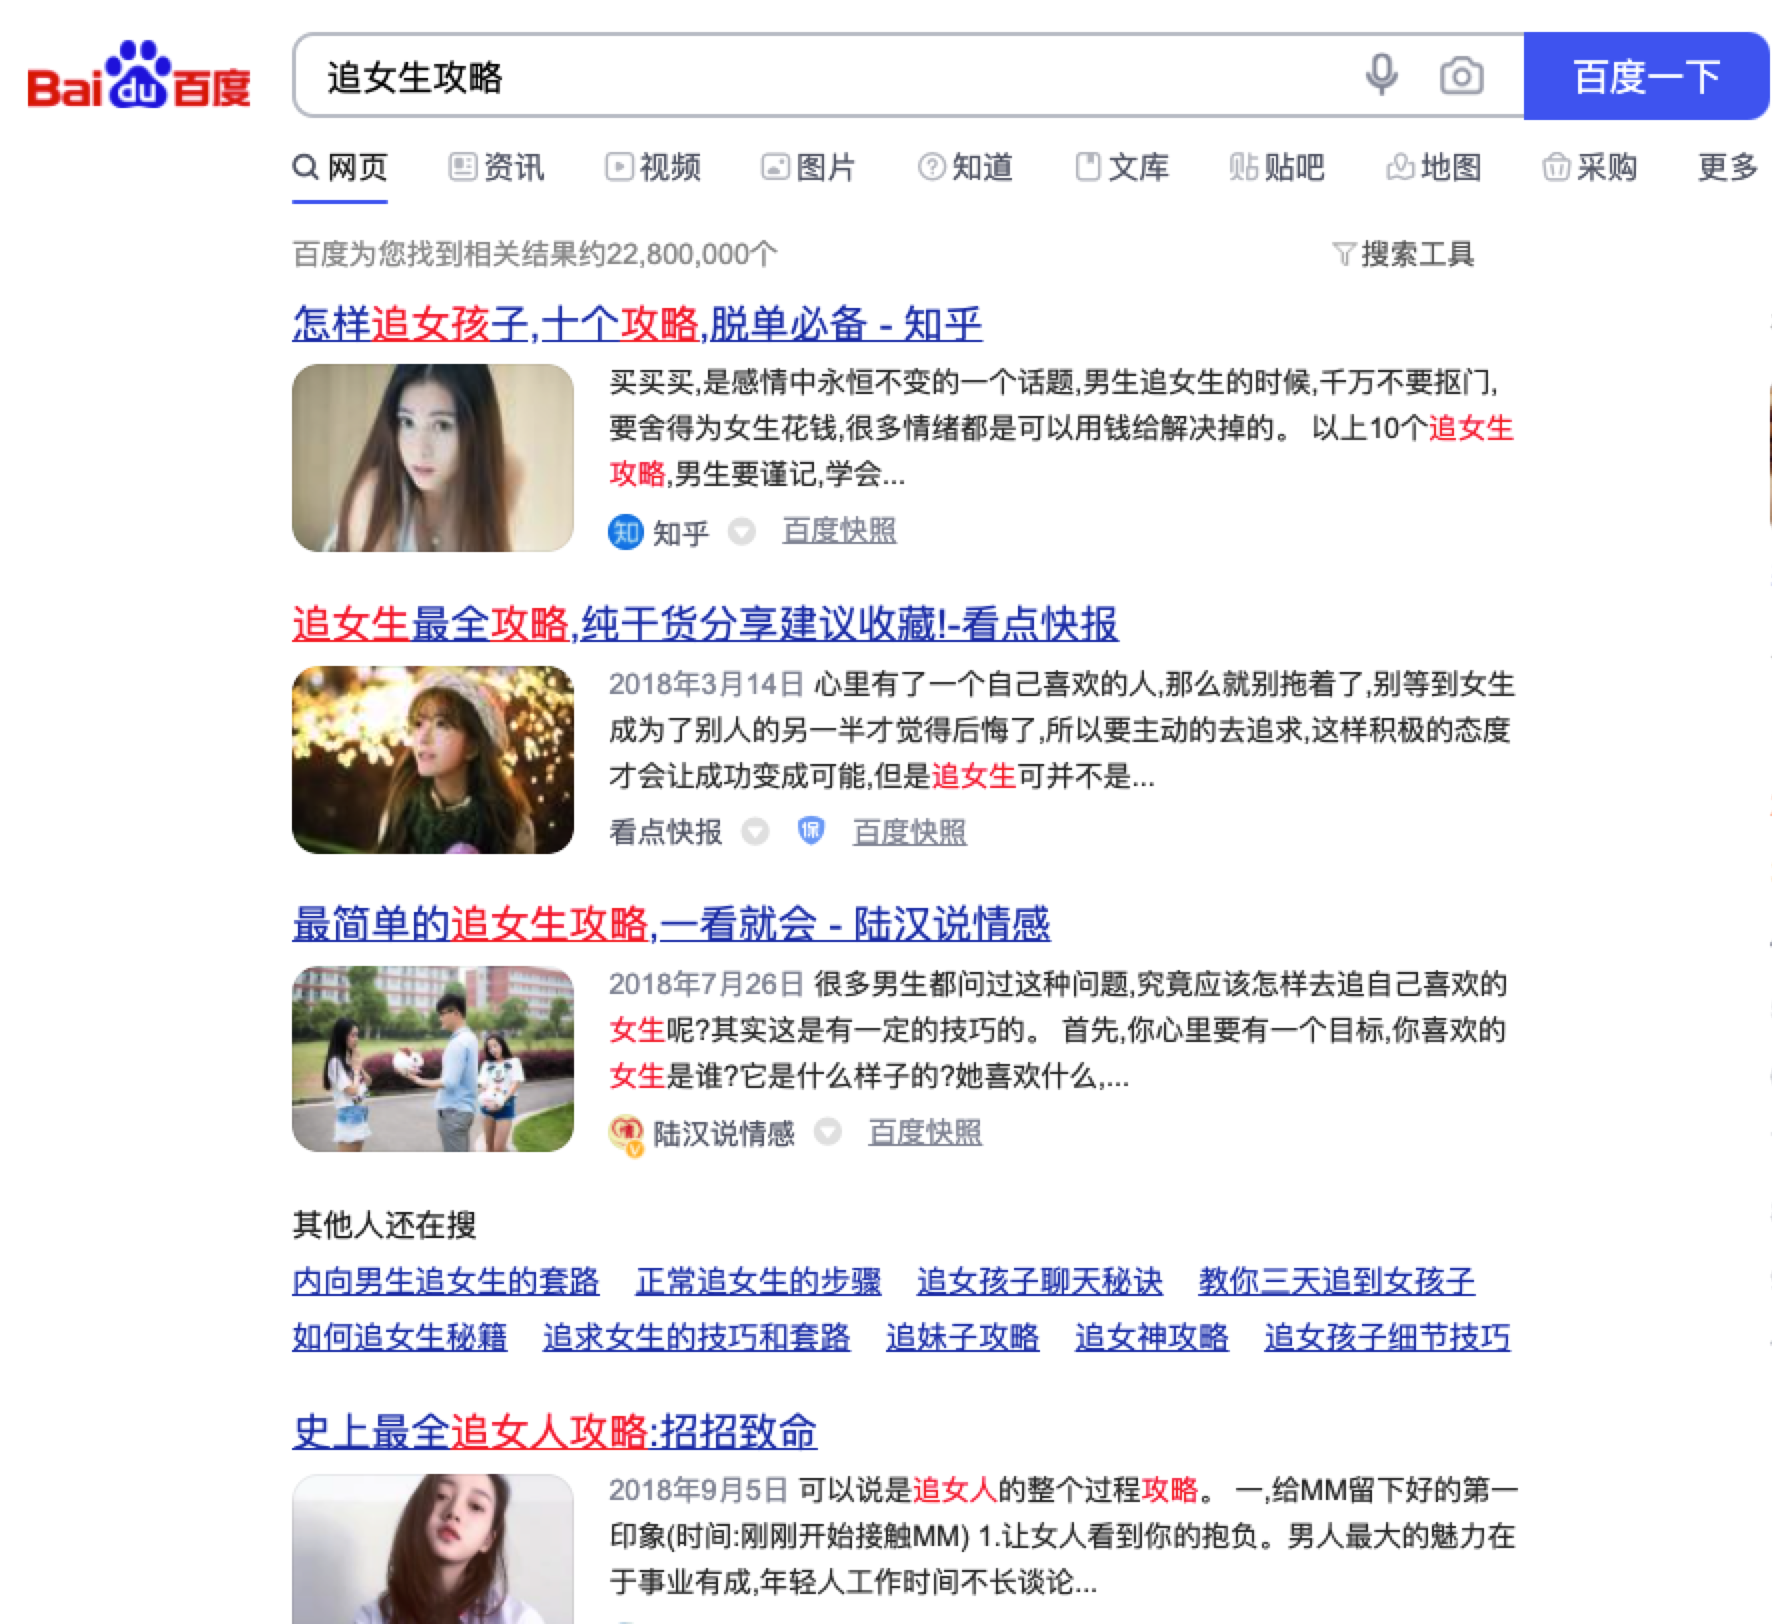 Bai du 百度
追女生攻略
百度一下
网页 资讯 视频 图片 知道 文库 贴吧 地图 采购 更多
百度为您找到相关结果约22,800,000个
搜索工具
怎样追女孩子,十个攻略,脱单必备 - 知乎
买买买,是感情中永恒不变的一个话题,男生追女生的时候,千万不要抠门,
要舍得为女生花钱,很多情绪都是可以用钱给解决掉的。 以上10个追女生
攻略,男生要谨记,学会...
知 知乎 百度快照
追女生最全攻略,纯干货分享建议收藏!-看点快报
2018年3月14日 心里有了一个自己喜欢的人,那么就别拖着了,别等到女生
成为了别人的另一半才觉得后悔了,所以要主动的去追求,这样积极的态度
才会让成功变成可能,但是追女生可并不是...
看点快报 保 百度快照
最简单的追女生攻略,一看就会 - 陆汉说情感
2018年7月26日 很多男生都问过这种问题,究竟应该怎样去追自己喜欢的
女生呢?其实这是有一定的技巧的。 首先,你心里要有一个目标,你喜欢的
女生是谁?它是什么样子的?她喜欢什么,...
陆汉说情感 百度快照
其他人还在搜
内向男生追女生的套路 正常追女生的步骤 追女孩子聊天秘诀 教你三天追到女孩子
如何追女生秘籍 追求女生的技巧和套路 追妹子攻略 追女神攻略 追女孩子细节技巧
史上最全追女人攻略:招招致命
2018年9月5日 可以说是追女人的整个过程攻略。 一,给MM留下好的第一
印象(时间:刚刚开始接触MM) 1.让女人看到你的抱负。男人最大的魅力在
于事业有成,年轻人工作时间不长谈论...